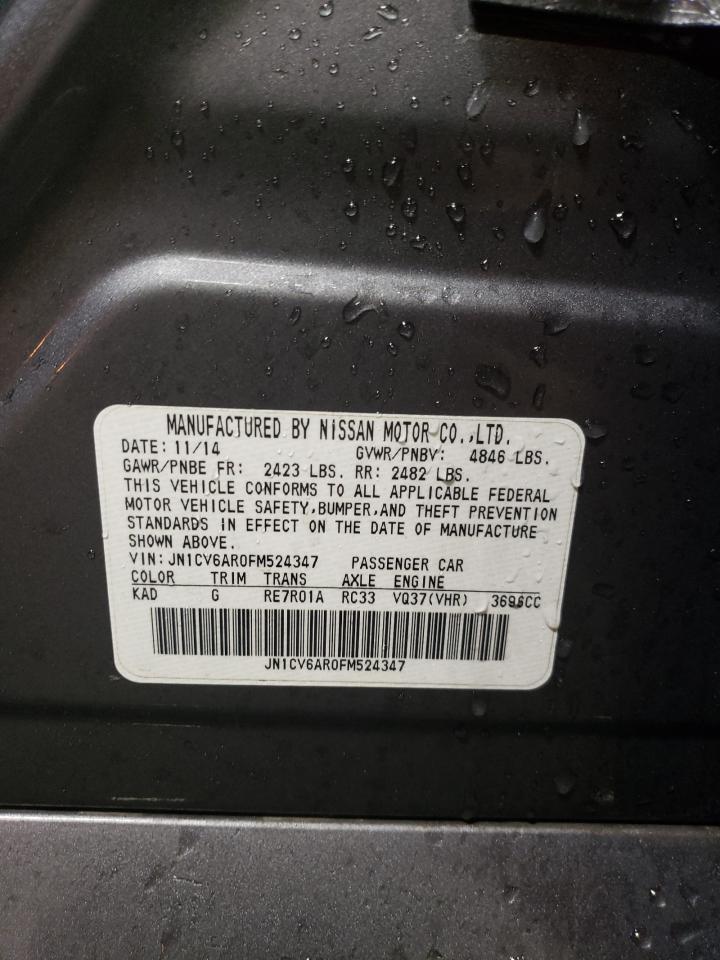 MANUFACTURED BY NISSAN MOTOR CO.,LTD.
DATE: 11/14 GVWR/PNBV: 4846 LBS.
GAWR/PNBE FR: 2423 LBS. RR: 2482 LBS.
THIS VEHICLE CONFORMS TO ALL APPLICABLE FEDERAL
MOTOR VEHICLE SAFETY,BUMPER,AND THEFT PREVENTION
STANDARDS IN EFFECT ON THE DATE OF MANUFACTURE
SHOWN ABOVE.
VIN:JN1CV6AR0FM524347 PASSENGER CAR
COLOR TRIM TRANS AXLE ENGINE
KAD G RE7R01A RC33 VQ37(VHR) 3696CC
JN1CV6AR0FM524347